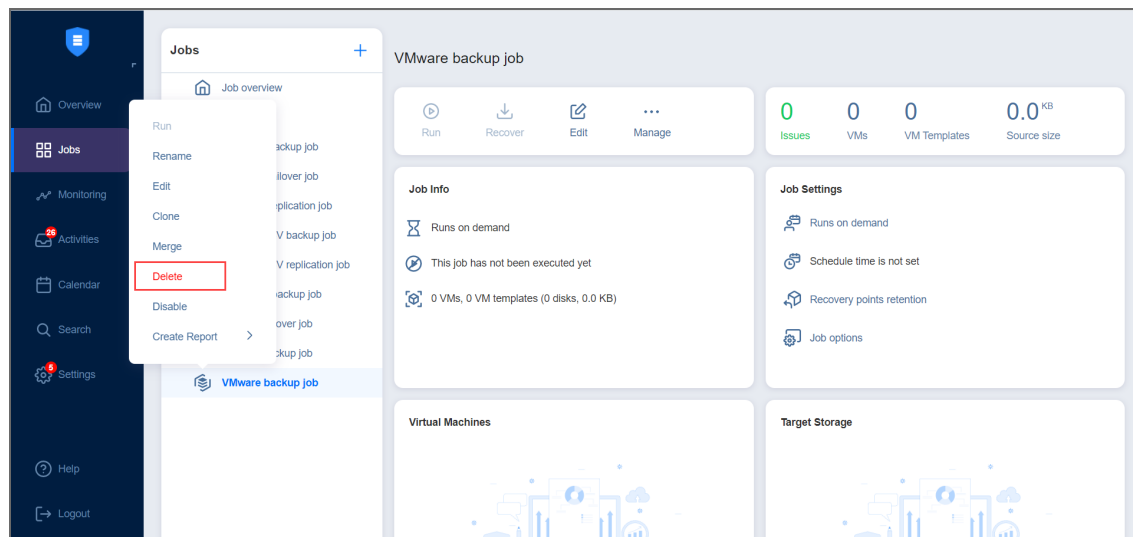 Overview
Jobs
Monitoring
26
Activities
Calendar
Search
5
Settings
Help
Logout
Jobs
Job overview
ackup job
ilover job
plication job
V backup job
V replication job
backup job
over job
ckup job
VMware backup job
Run
Rename
Edit
Clone
Merge
Delete
Disable
Create Report
VMware backup job
Run
Recover
Edit
Manage
0
Issues
0
VMs
0
VM Templates
0.0 KB
Source size
Job Info
Runs on demand
This job has not been executed yet
0 VMs, 0 VM templates (0 disks, 0.0 KB)
Job Settings
Runs on demand
Schedule time is not set
Recovery points retention
Job options
Virtual Machines
Target Storage